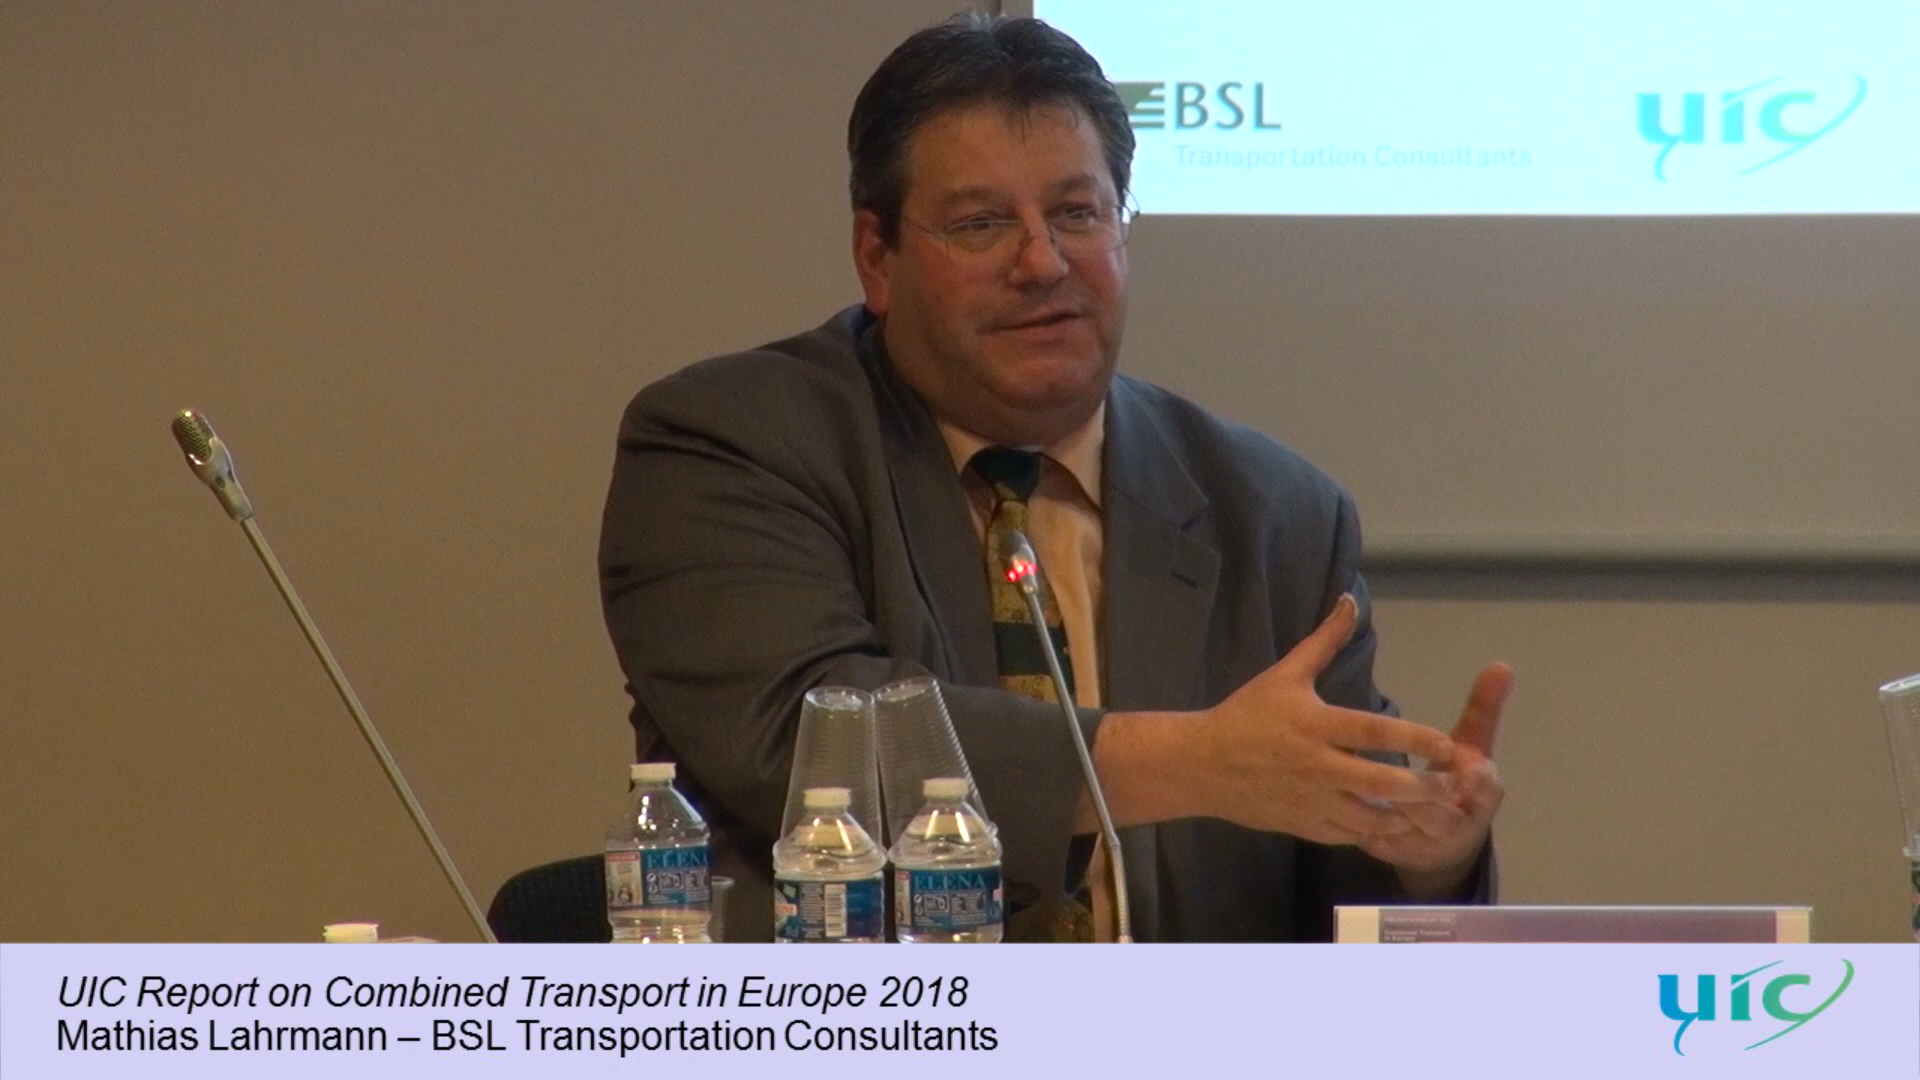 BSL
Transportation Consultants
uic
ELENA
ELENA
UIC Report on Combined Transport in Europe 2018
Mathias Lahrmann – BSL Transportation Consultants
uic